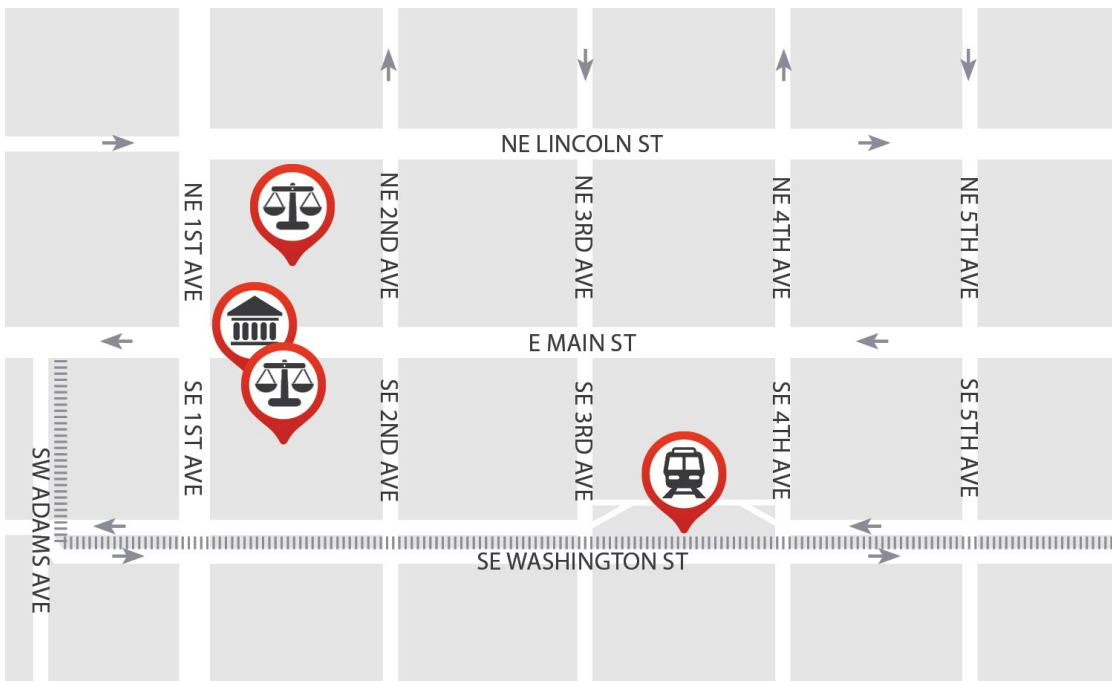 NE LINCOLN ST
NE 1ST AVE
NE 2ND AVE
NE 3RD AVE
NE 4TH AVE
NE 5TH AVE
E MAIN ST
SE 1ST AVE
SE 2ND AVE
SE 3RD AVE
SE 4TH AVE
SE 5TH AVE
SW ADAMS AVE
SE WASHINGTON ST